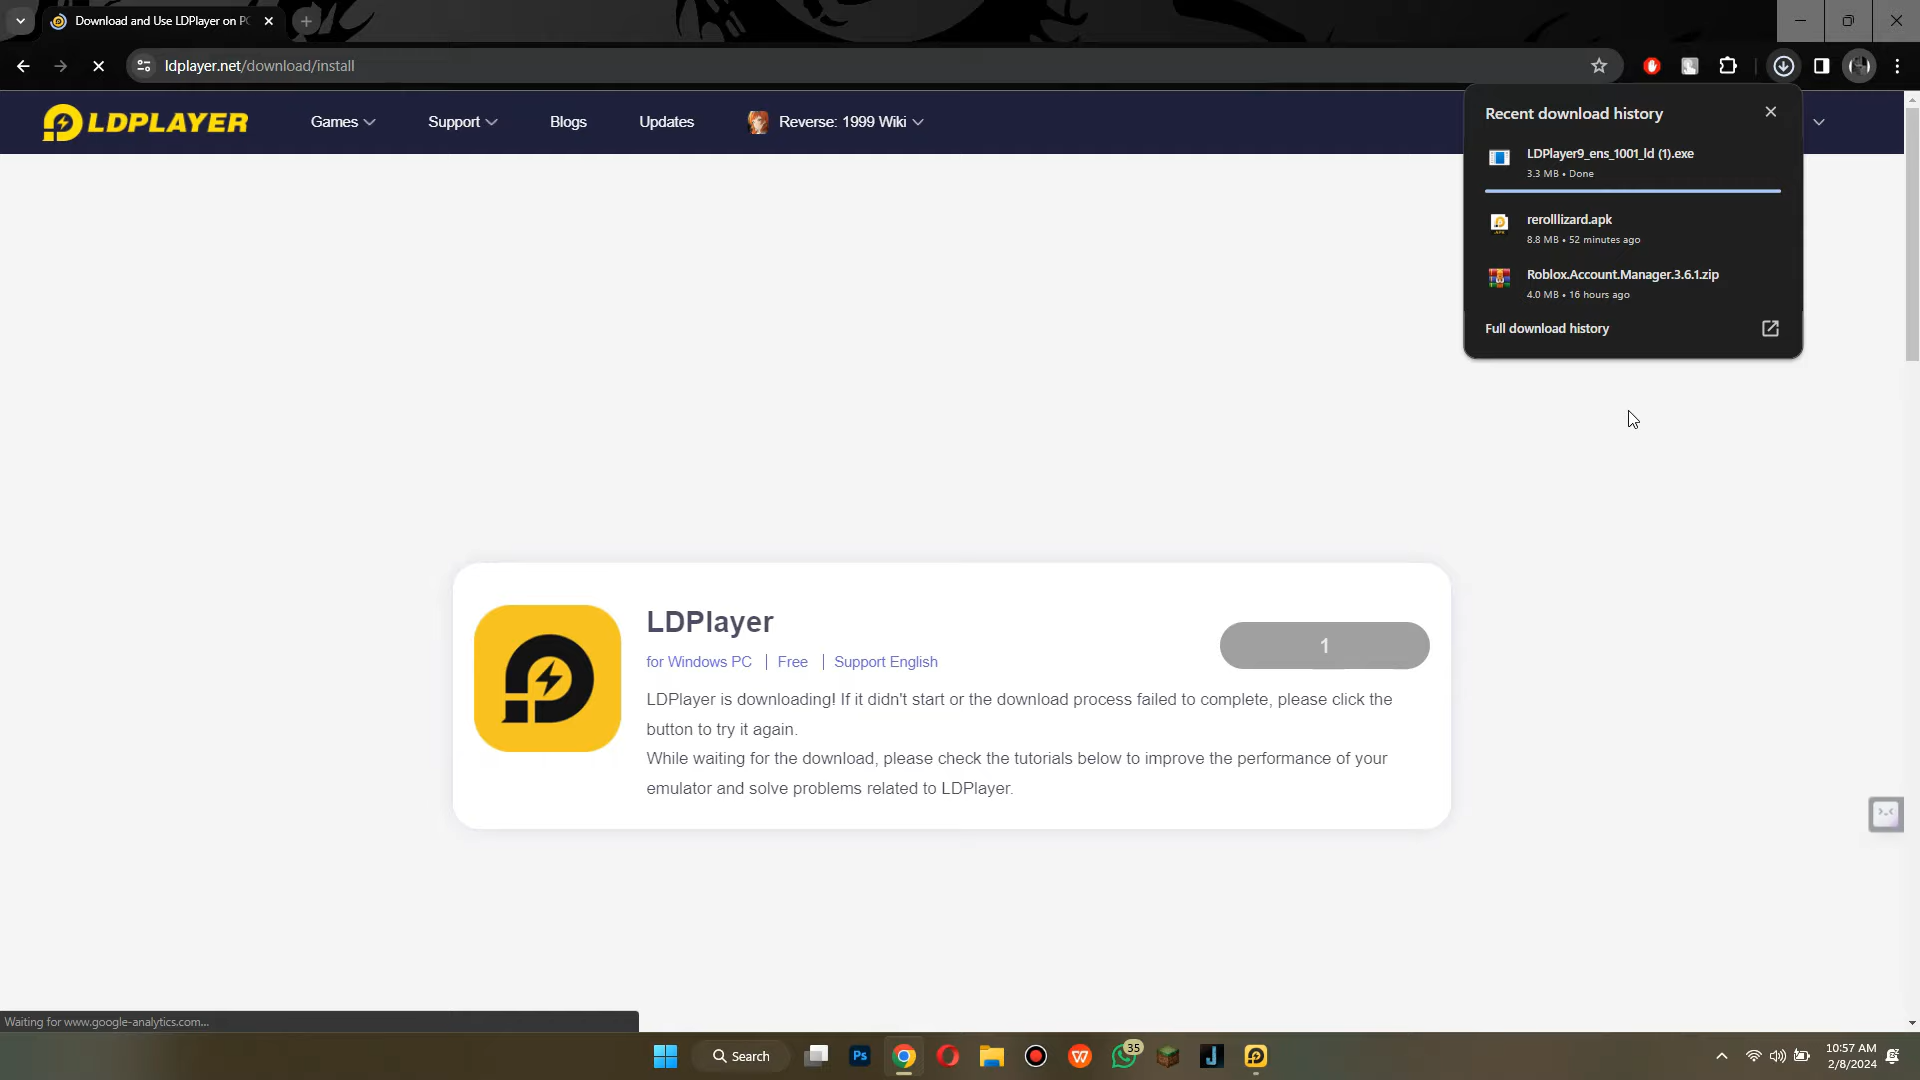 Download and Use LDPlayer on PC
ldplayer.net/download/install
LDPLAYER
Games
Support
Blogs
Updates
Reverse: 1999 Wiki
Recent download history
LDPlayer9_ens_1001_ld (1).exe
3.3 MB • Done
rerolllizard.apk
8.8 MB • 52 minutes ago
Roblox.Account.Manager.3.6.1.zip
4.0 MB • 16 hours ago
Full download history
LDPlayer
for Windows PC | Free | Support English
1
LDPlayer is downloading! If it didn't start or the download process failed to complete, please click the
button to try it again.
While waiting for the download, please check the tutorials below to improve the performance of your
emulator and solve problems related to LDPlayer.
Waiting for www.google-analytics.com...
Search
Ps
35
10:57 AM
2/8/2024